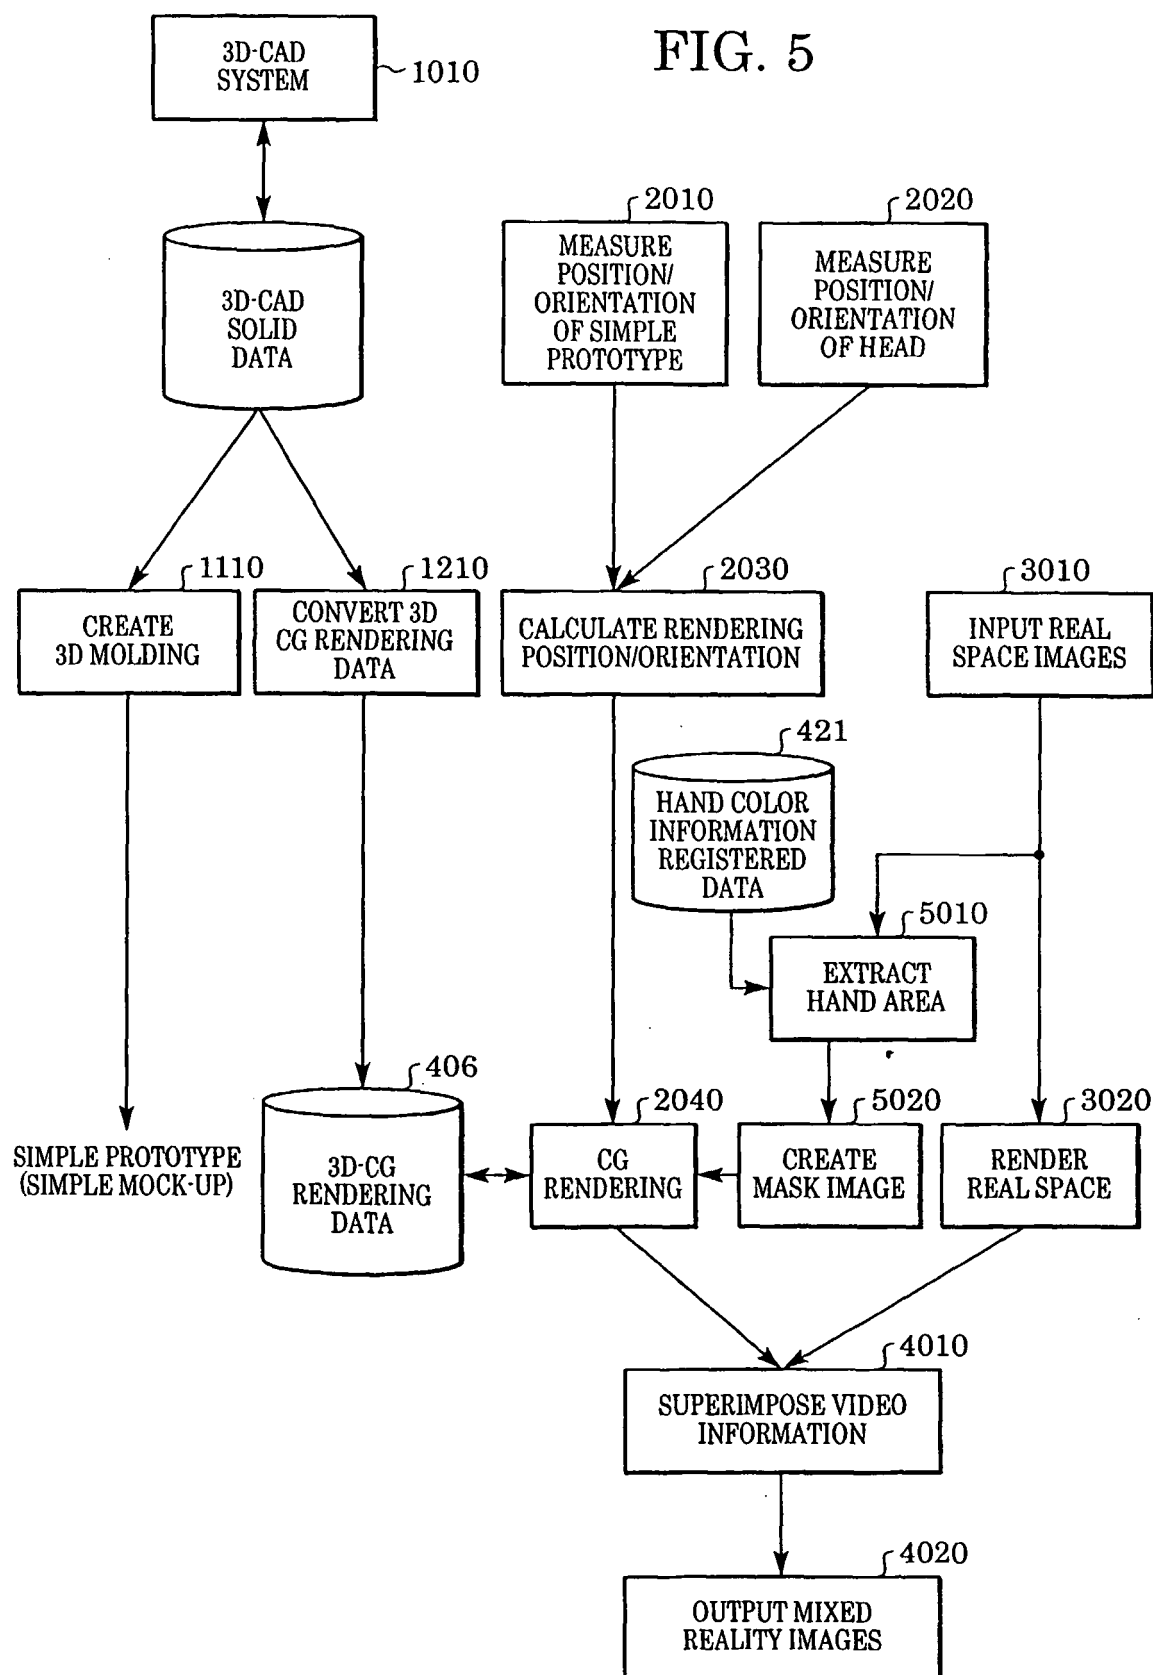 FIG. 5
3D-CAD
SYSTEM
1010
3D-CAD
SOLID
DATA
2010
MEASURE
POSITION/
ORIENTATION
OF SIMPLE
PROTOTYPE
2020
MEASURE
POSITION/
ORIENTATION
OF HEAD
1110
CREATE
3D MOLDING
1210
CONVERT 3D
CG RENDERING
DATA
2030
CALCULATE RENDERING
POSITION/ORIENTATION
3010
INPUT REAL
SPACE IMAGES
421
HAND COLOR
INFORMATION
REGISTERED
DATA
5010
EXTRACT
HAND AREA
SIMPLE PROTOTYPE
(SIMPLE MOCK-UP)
406
3D-CG
RENDERING
DATA
2040
CG
RENDERING
5020
CREATE
MASK IMAGE
3020
RENDER
REAL SPACE
4010
SUPERIMPOSE VIDEO
INFORMATION
4020
OUTPUT MIXED
REALITY IMAGES